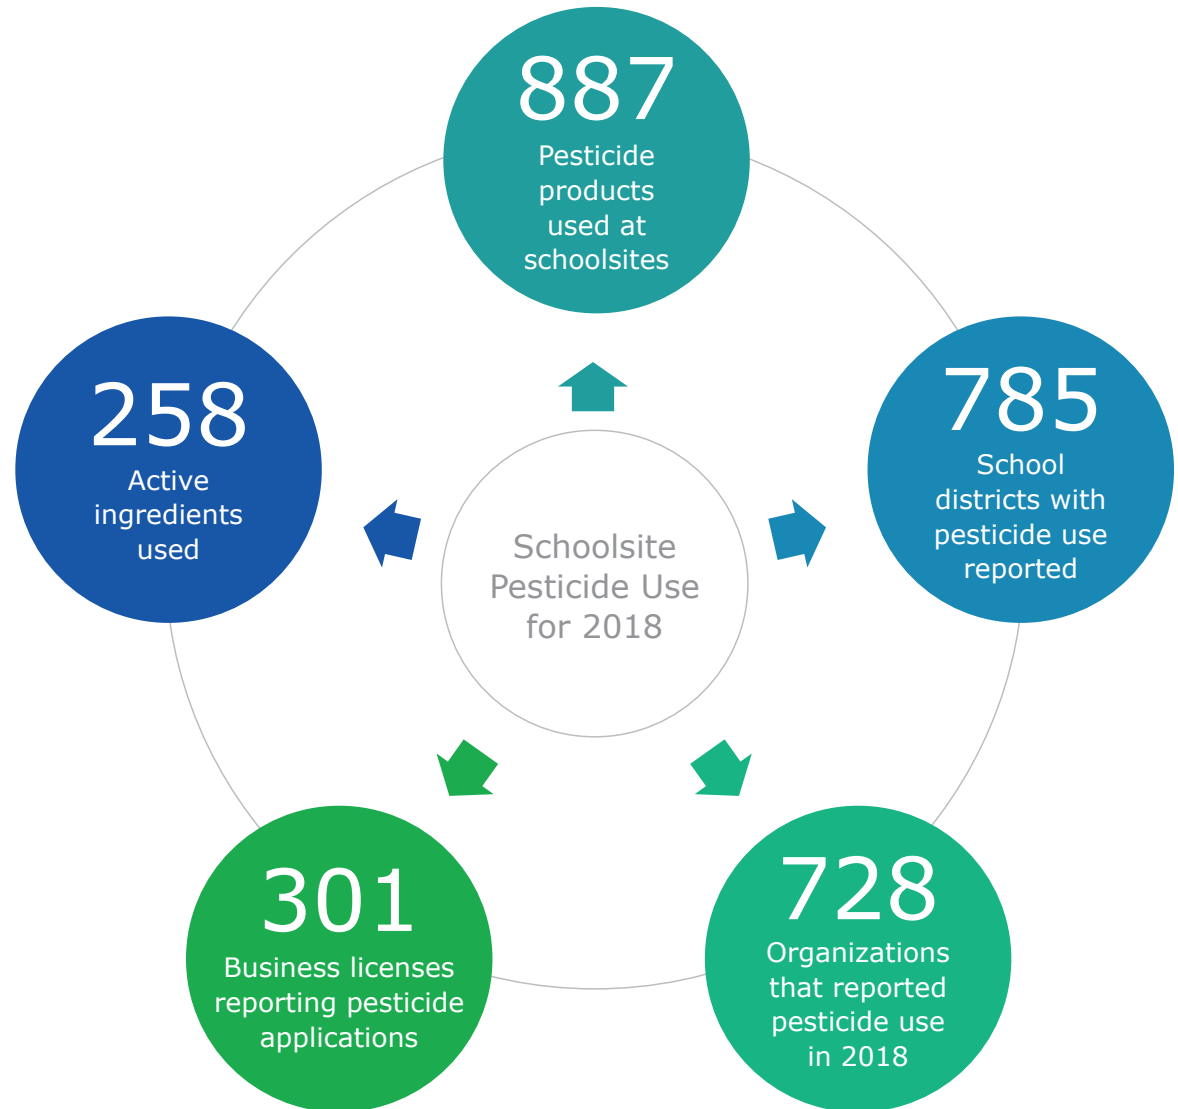 887
Pesticide
products
used at
schoolsites
785
School
districts with
pesticide use
reported
728
Organizations
that reported
pesticide use
in 2018
301
Business licenses
reporting pesticide
applications
258
Active
ingredients
used
Schoolsite
Pesticide Use
for 2018